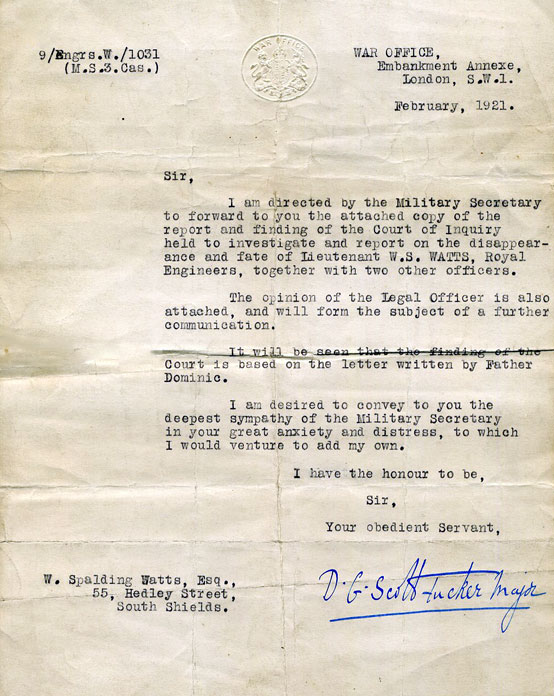 9/Engrs.W./1031
(M.S.3.Cas.)
WAR OFFICE
WAR OFFICE,
Embankment Annexe,
London, S.W.1.
February, 1921.
Sir,
I am directed by the Military Secretary
to forward to you the attached copy of the
report and finding of the Court of Inquiry
held to investigate and report on the disappear-
ance and fate of Lieutenant W.S. WATTS, Royal
Engineers, together with two other officers.
The opinion of the Legal Officer is also
attached, and will form the subject of a further
communication.
It will be seen that the finding of the
Court is based on the letter written by Father
Dominic.
I am desired to convey to you the
deepest sympathy of the Military Secretary
in your great anxiety and distress, to which
I would venture to add my own.
I have the honour to be,
Sir,
Your obedient Servant,
D. G. Scott-Tucker Major
W. Spalding Watts, Esq.,
55, Hedley Street,
South Shields.